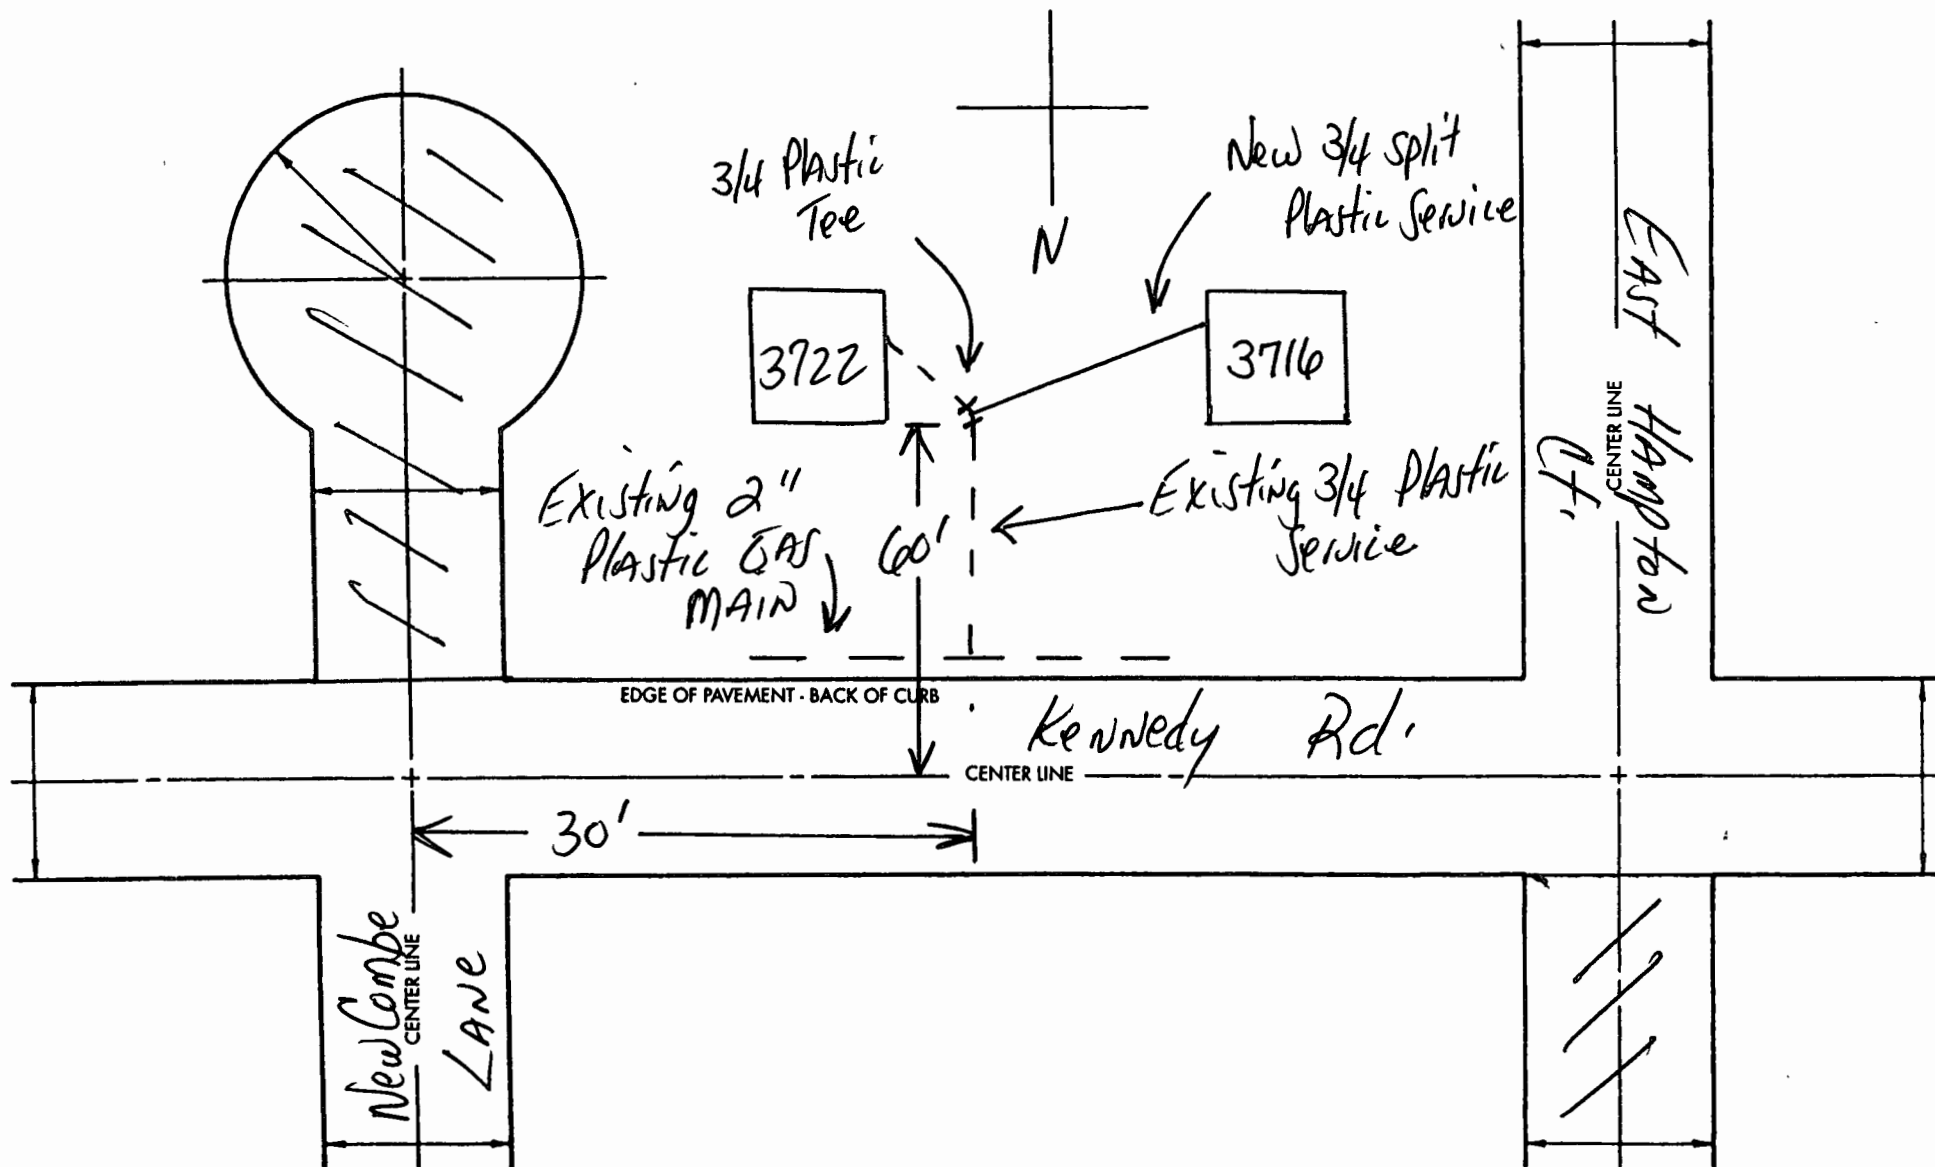 3/4 Plastic
Tee
New 3/4 split
Plastic Service
N
3722
3716
Existing 2"
Plastic GAS
MAIN
60'
Existing 3/4 Plastic
Service
East Hampton
Ct.
CENTER LINE
EDGE OF PAVEMENT - BACK OF CURB
Kennedy Rd.
CENTER LINE
30'
New Combe
CENTER LINE
LANE